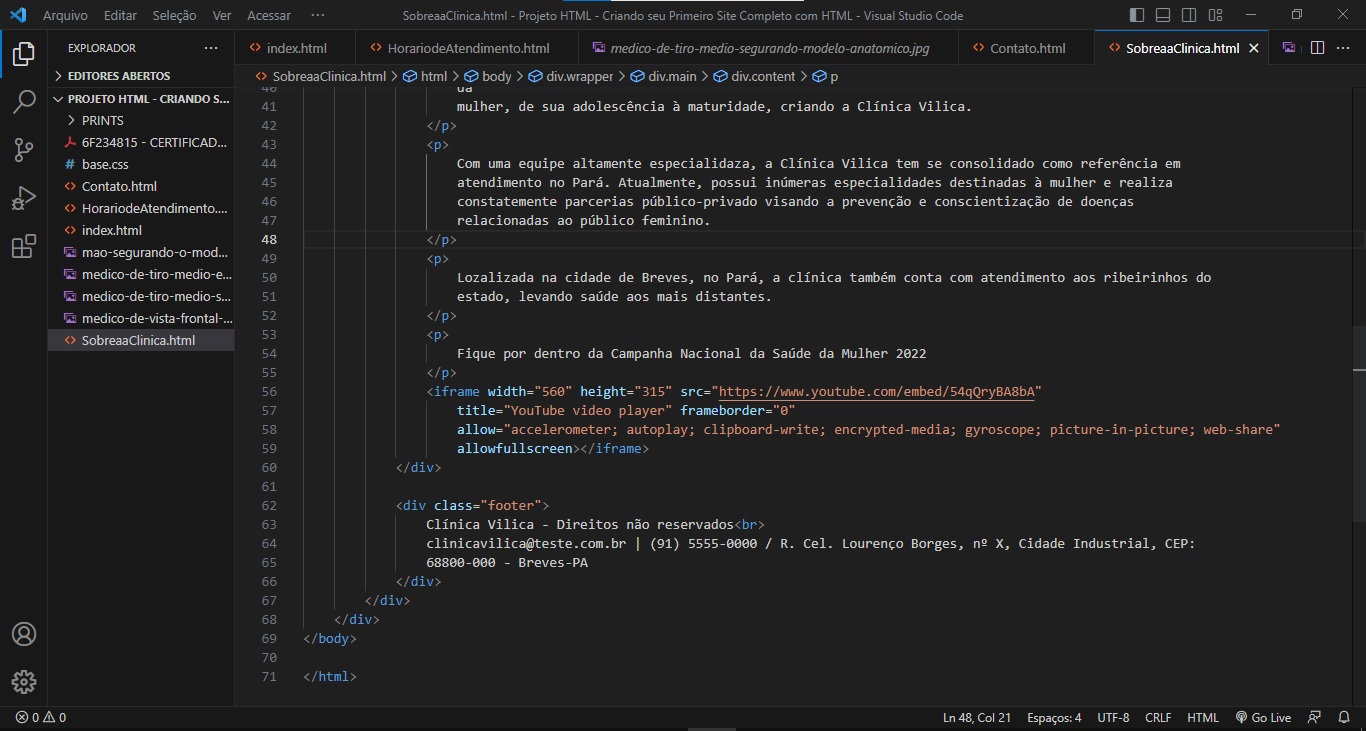 Arquivo Editar Seleção Ver Acessar ··· SobreaaClinica.html - Projeto HTML - Criando seu Primeiro Site Completo com HTML - Visual Studio Code
EXPLORADOR ···
EDITORES ABERTOS
PROJETO HTML - CRIANDO S...
PRINTS
6F234815 - CERTIFICAD...
base.css
Contato.html
HorariodeAtendimento....
index.html
mao-segurando-o-mod...
medico-de-tiro-medio-e...
medico-de-tiro-medio-s...
medico-de-vista-frontal-...
SobreaaClinica.html
index.html HorariodeAtendimento.html medico-de-tiro-medio-segurando-modelo-anatomico.jpg Contato.html SobreaaClinica.html ···
SobreaaClinica.html > html > body > div.wrapper > div.main > div.content > p
40 da
41 mulher, de sua adolescência à maturidade, criando a Clínica Vilica.
42 </p>
43 <p>
44 Com uma equipe altamente especialidaza, a Clínica Vilica tem se consolidado como referência em
45 atendimento no Pará. Atualmente, possui inúmeras especialidades destinadas à mulher e realiza
46 constatemente parcerias público-privado visando a prevenção e conscientização de doenças
47 relacionadas ao público feminino.
48 </p>
49 <p>
50 Lozalizada na cidade de Breves, no Pará, a clínica também conta com atendimento aos ribeirinhos do
51 estado, levando saúde aos mais distantes.
52 </p>
53 <p>
54 Fique por dentro da Campanha Nacional da Saúde da Mulher 2022
55 </p>
56 <iframe width="560" height="315" src="https://www.youtube.com/embed/54qQryBA8bA"
57 title="YouTube video player" frameborder="0"
58 allow="accelerometer; autoplay; clipboard-write; encrypted-media; gyroscope; picture-in-picture; web-share"
59 allowfullscreen></iframe>
60 </div>
61
62 <div class="footer">
63 Clínica Vilica - Direitos não reservados<br>
64 clinicavilica@teste.com.br | (91) 5555-0000 / R. Cel. Lourenço Borges, nº X, Cidade Industrial, CEP:
65 68800-000 - Breves-PA
66 </div>
67 </div>
68 </div>
69 </body>
70
71 </html>
0 0 Ln 48, Col 21 Espaços: 4 UTF-8 CRLF HTML Go Live